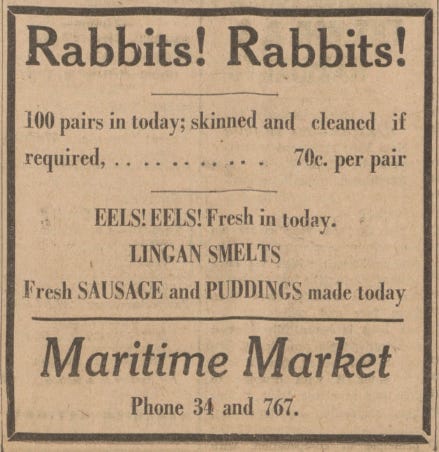 Rabbits! Rabbits!
100 pairs in today; skinned and cleaned if
required, . . . . . . . . . . . 70c. per pair
EELS! EELS! Fresh in today.
LINGAN SMELTS
Fresh SAUSAGE and PUDDINGS made today
Maritime Market
Phone 34 and 767.